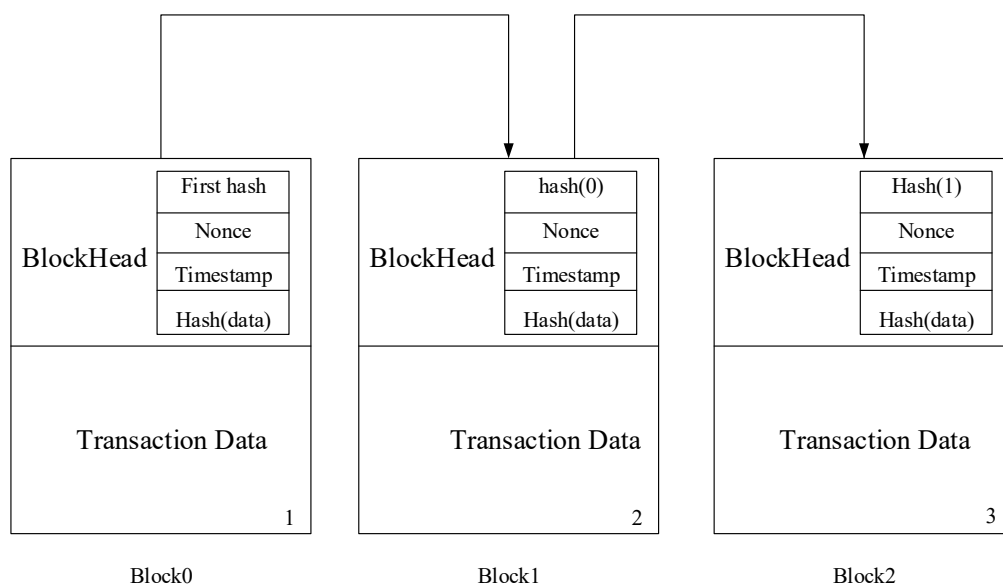 First hash
Nonce
BlockHead
Timestamp
Hash(data)
Transaction Data
1
Block0
hash(0)
Nonce
BlockHead
Timestamp
Hash(data)
Transaction Data
2
Block1
Hash(1)
Nonce
BlockHead
Timestamp
Hash(data)
Transaction Data
3
Block2